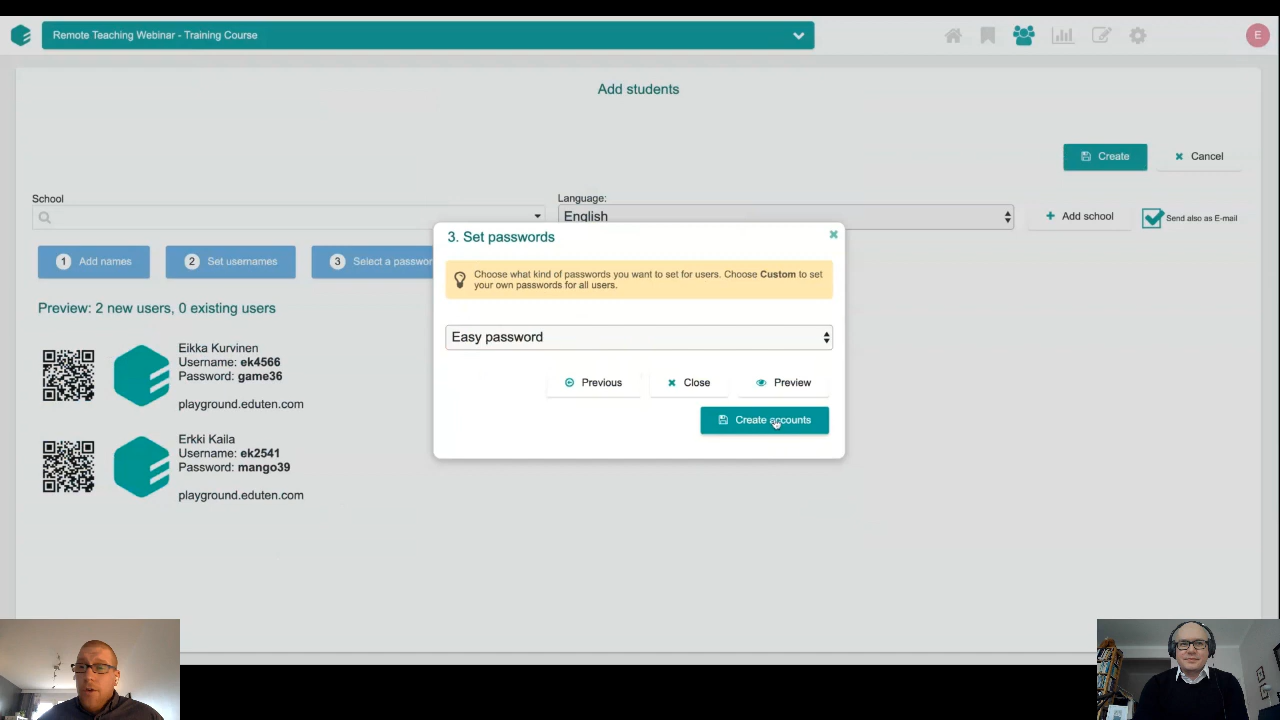 Remote Teaching Webinar - Training Course
E
Add students
Create
Cancel
School
Language:
English
Add school
Send also as E-mail
1 Add names
2 Set usernames
3 Select a passwor
3. Set passwords
Choose what kind of passwords you want to set for users. Choose Custom to set
your own passwords for all users.
Easy password
Previous
Close
Preview
Create accounts
Preview: 2 new users, 0 existing users
Eikka Kurvinen
Username: ek4566
Password: game36
playground.eduten.com
Erkki Kaila
Username: ek2541
Password: mango39
playground.eduten.com